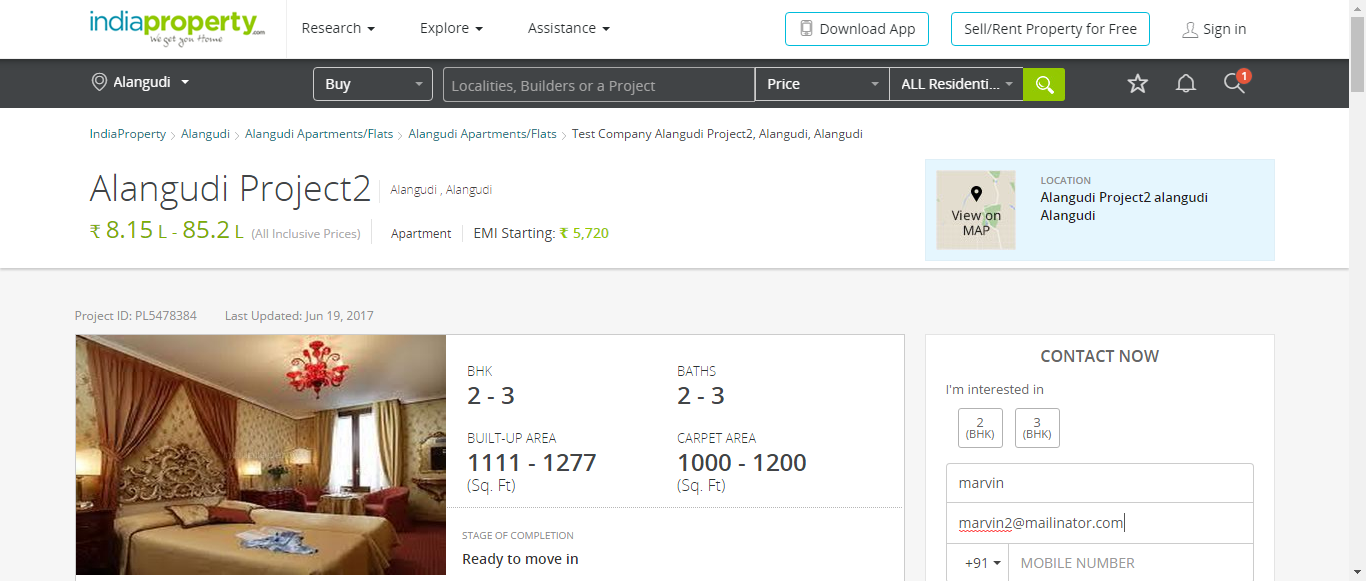 indiaproperty.com
We get you Home
Research
Explore
Assistance
Download App
Sell/Rent Property for Free
Sign in
Alangudi
Buy
Localities, Builders or a Project
Price
ALL Residenti...
1
IndiaProperty > Alangudi > Alangudi Apartments/Flats > Alangudi Apartments/Flats > Test Company Alangudi Project2, Alangudi, Alangudi
Alangudi Project2 Alangudi , Alangudi
₹ 8.15 L - 85.2 L (All Inclusive Prices) Apartment EMI Starting: ₹ 5,720
View on
MAP
LOCATION
Alangudi Project2 alangudi
Alangudi
Project ID: PL5478384 Last Updated: Jun 19, 2017
BHK
2 - 3
BATHS
2 - 3
BUILT-UP AREA
1111 - 1277
(Sq. Ft)
CARPET AREA
1000 - 1200
(Sq. Ft)
STAGE OF COMPLETION
Ready to move in
CONTACT NOW
I'm interested in
2
(BHK)
3
(BHK)
marvin
marvin2@mailinator.com
+91
MOBILE NUMBER